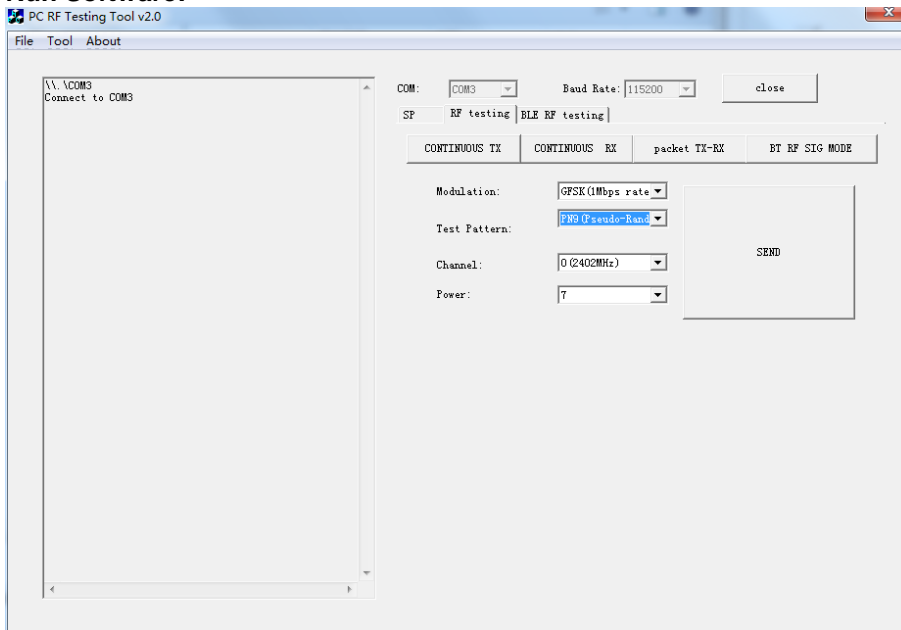 PC RF Testing Tool v2.0
File Tool About
\\.\COM3
Connect to COM3
COM: COM3 Baud Rate: 115200 close
SP RF testing BLE RF testing
CONTINUOUS TX CONTINUOUS RX packet TX-RX BT RF SIG MODE
Modulation: GFSK(1Mbps rate
Test Pattern: PN9(Pseudo-Rand
Channel: 0(2402MHz)
Power: 7
SEND